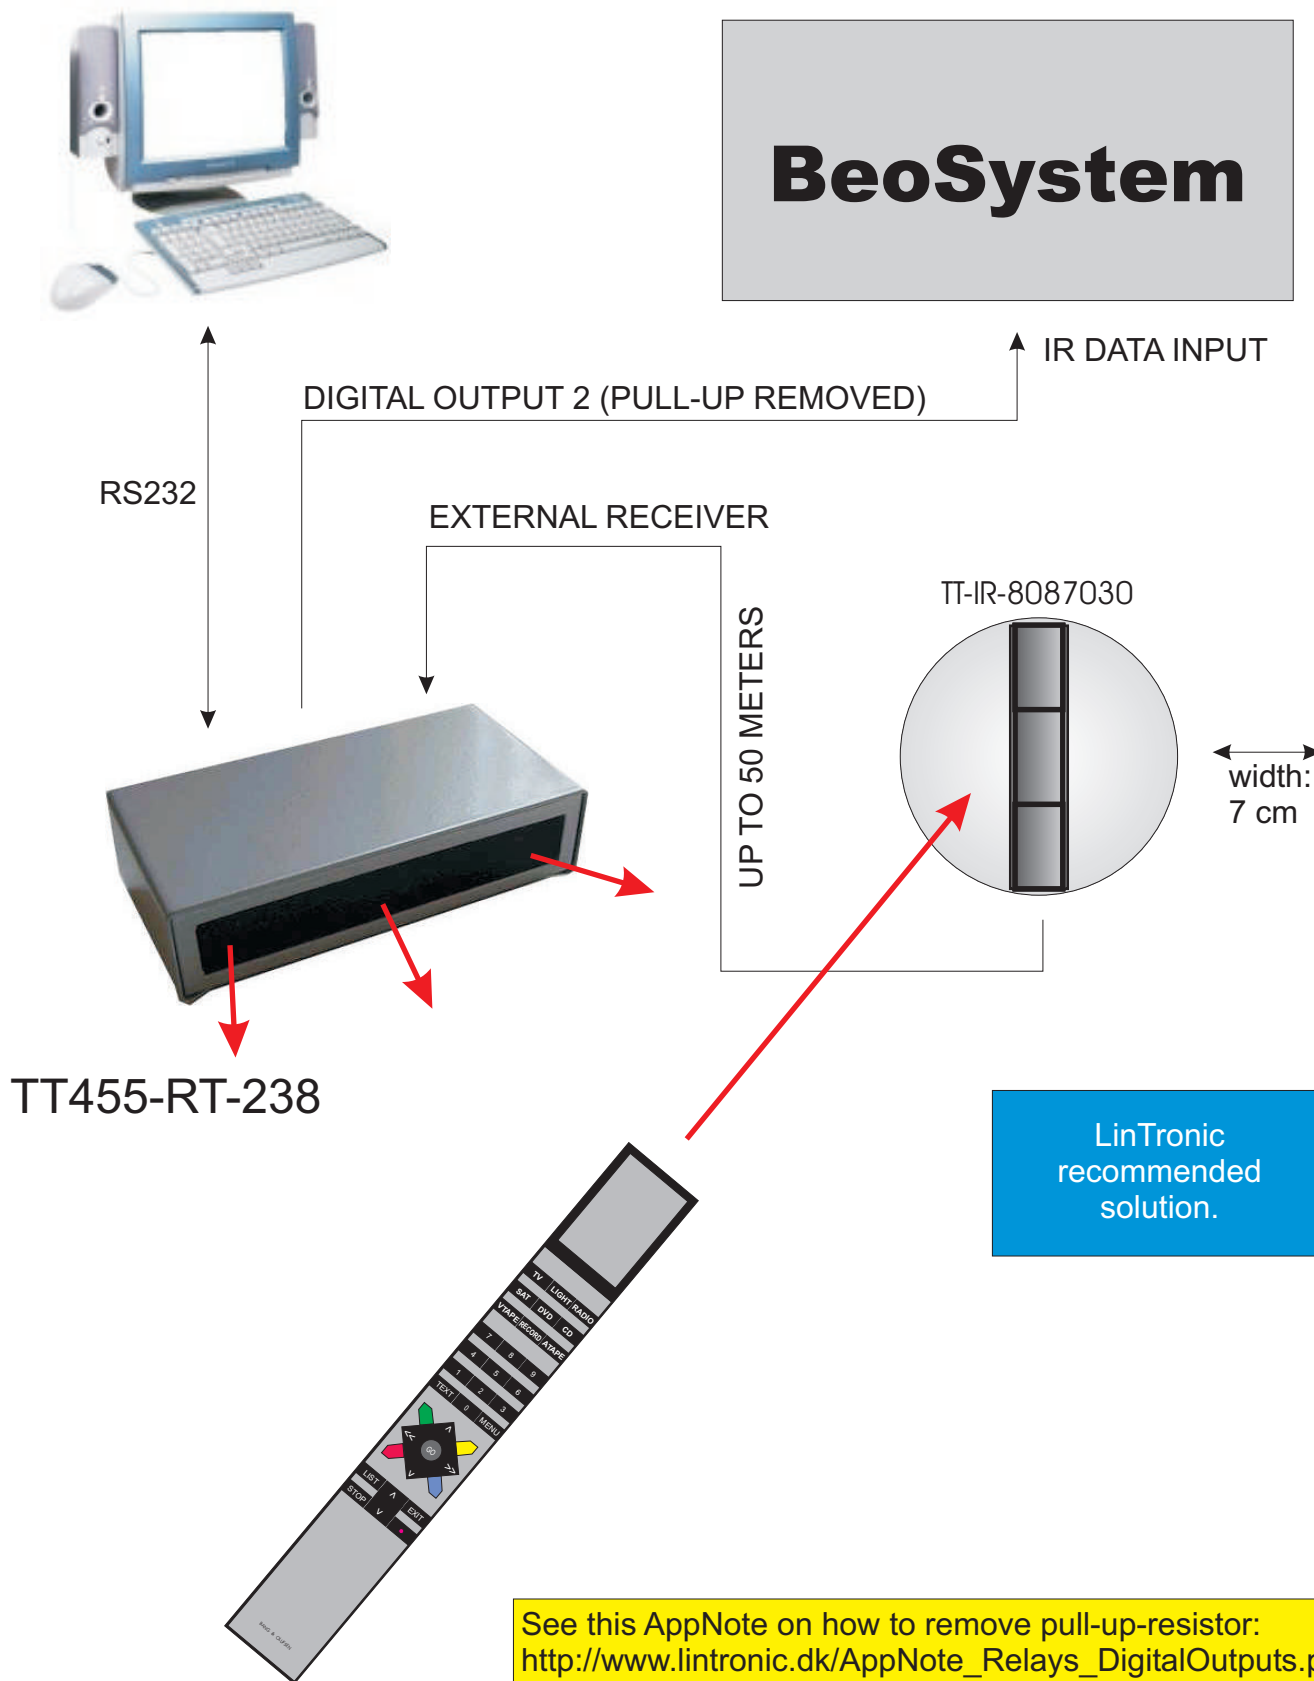 BeoSystem
IR DATA INPUT
DIGITAL OUTPUT 2 (PULL-UP REMOVED)
RS232
EXTERNAL RECEIVER
TT-IR-8087030
UP TO 50 METERS
width:
7 cm
TT455-RT-238
LinTronic
recommended
solution.
TV LIGHT RADIO
SAT DVD CD
VTAPE RECORD ATAPE
7 8 9
4 5 6
1 2 3
TEXT 0 MENU
<< ^
GO
v >>
LIST ^ EXIT
STOP v
See this AppNote on how to remove pull-up-resistor:
http://www.lintronic.dk/AppNote_Relays_DigitalOutputs.p